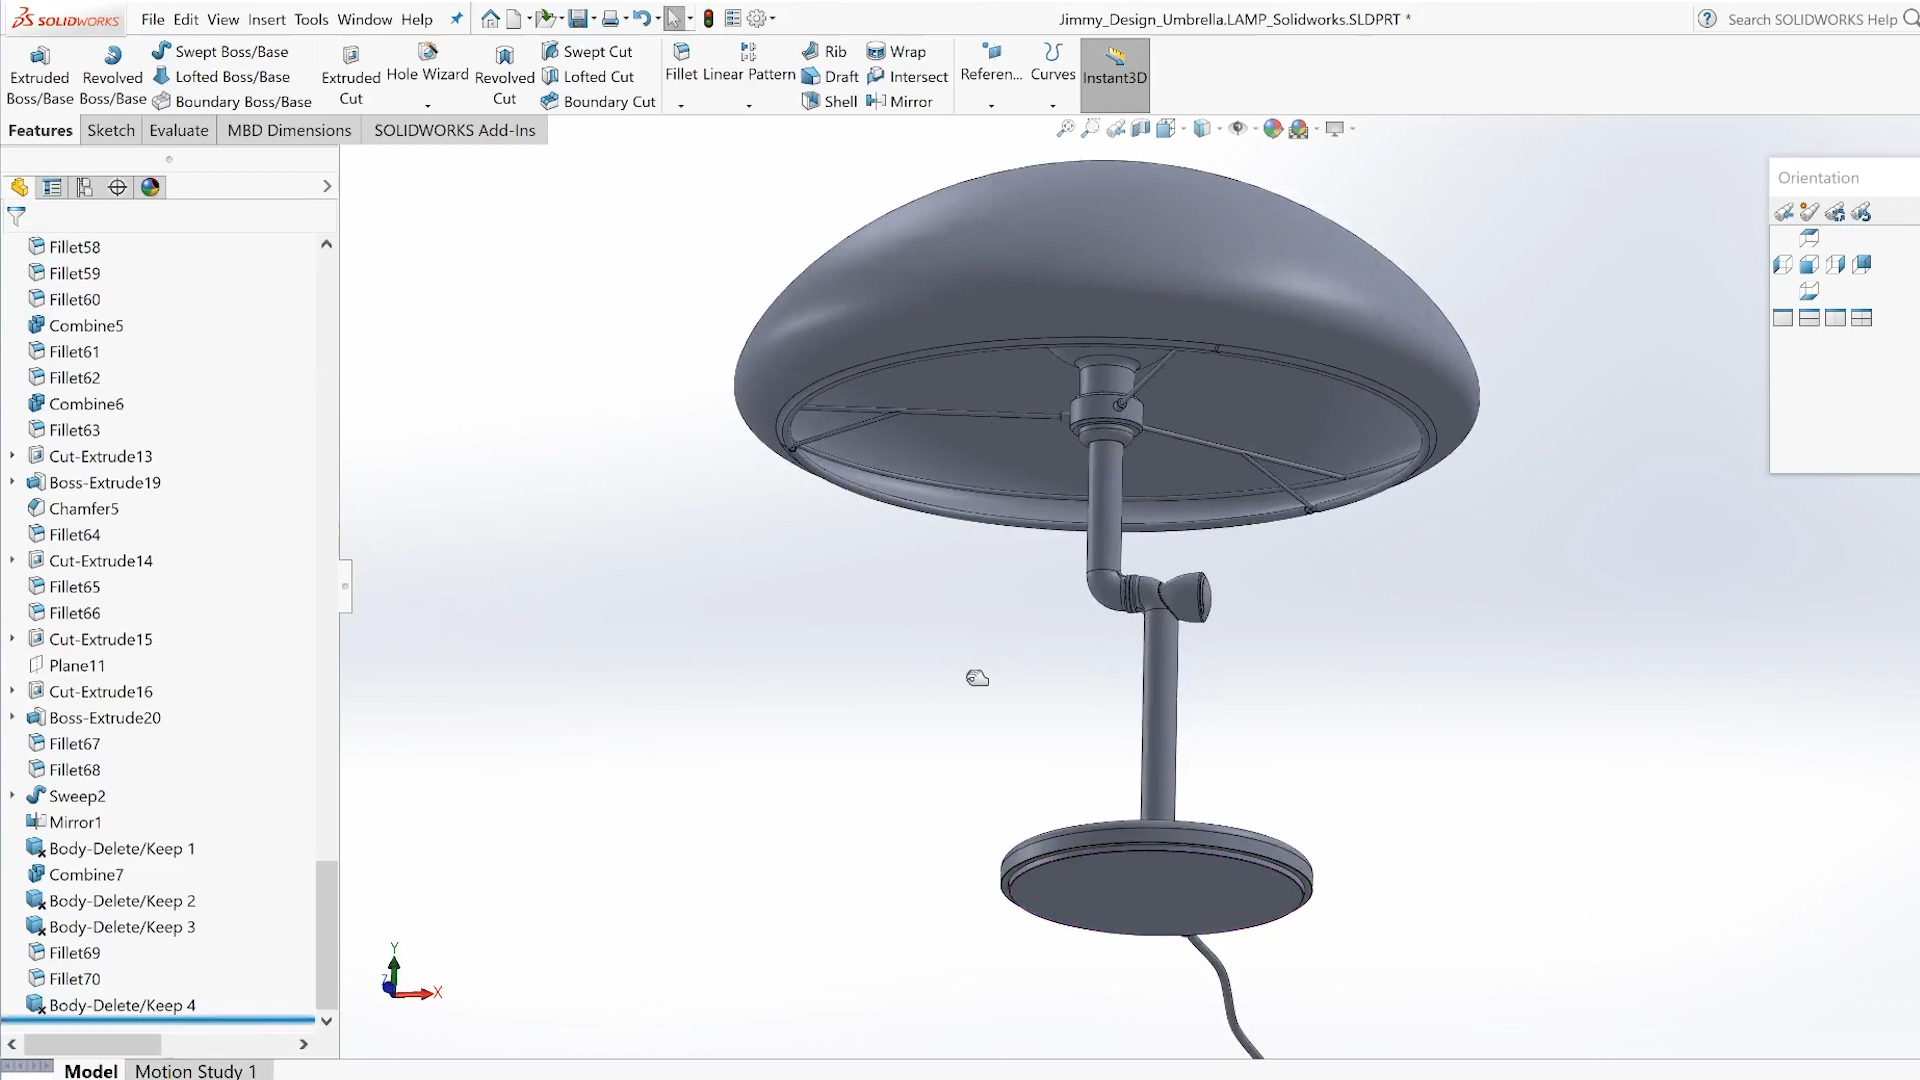 SOLIDWORKS File Edit View Insert Tools Window Help Jimmy_Design_Umbrella.LAMP_Solidworks.SLDPRT * Search SOLIDWORKS Help
Extruded Boss/Base
Revolved Boss/Base
Swept Boss/Base
Lofted Boss/Base
Boundary Boss/Base
Extruded Cut
Hole Wizard
Revolved Cut
Swept Cut
Lofted Cut
Boundary Cut
Fillet
Linear Pattern
Rib
Draft
Shell
Wrap
Intersect
Mirror
Referen...
Curves
Instant3D
Features Sketch Evaluate MBD Dimensions SOLIDWORKS Add-Ins
Orientation
Fillet58
Fillet59
Fillet60
Combine5
Fillet61
Fillet62
Combine6
Fillet63
Cut-Extrude13
Boss-Extrude19
Chamfer5
Fillet64
Cut-Extrude14
Fillet65
Fillet66
Cut-Extrude15
Plane11
Cut-Extrude16
Boss-Extrude20
Fillet67
Fillet68
Sweep2
Mirror1
Body-Delete/Keep 1
Combine7
Body-Delete/Keep 2
Body-Delete/Keep 3
Fillet69
Fillet70
Body-Delete/Keep 4
Y
Z
X
Model Motion Study 1